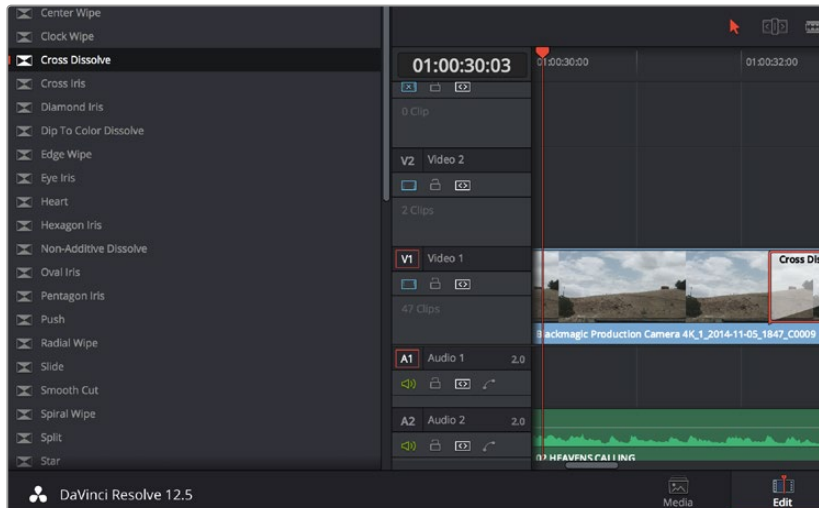 Center Wipe
Clock Wipe
Cross Dissolve
Cross Iris
Diamond Iris
Dip To Color Dissolve
Edge Wipe
Eye Iris
Heart
Hexagon Iris
Non-Additive Dissolve
Oval Iris
Pentagon Iris
Push
Radial Wipe
Slide
Smooth Cut
Spiral Wipe
Split
Star
01:00:30:03
01:00:30:00
01:00:32:00
0 Clip
V2 Video 2
2 Clips
V1 Video 1
47 Clips
Cross Dis
Blackmagic Production Camera 4K_1_2014-11-05_1847_C0009
A1 Audio 1 2.0
A2 Audio 2 2.0
02 HEAVENS CALLING
DaVinci Resolve 12.5
Media
Edit